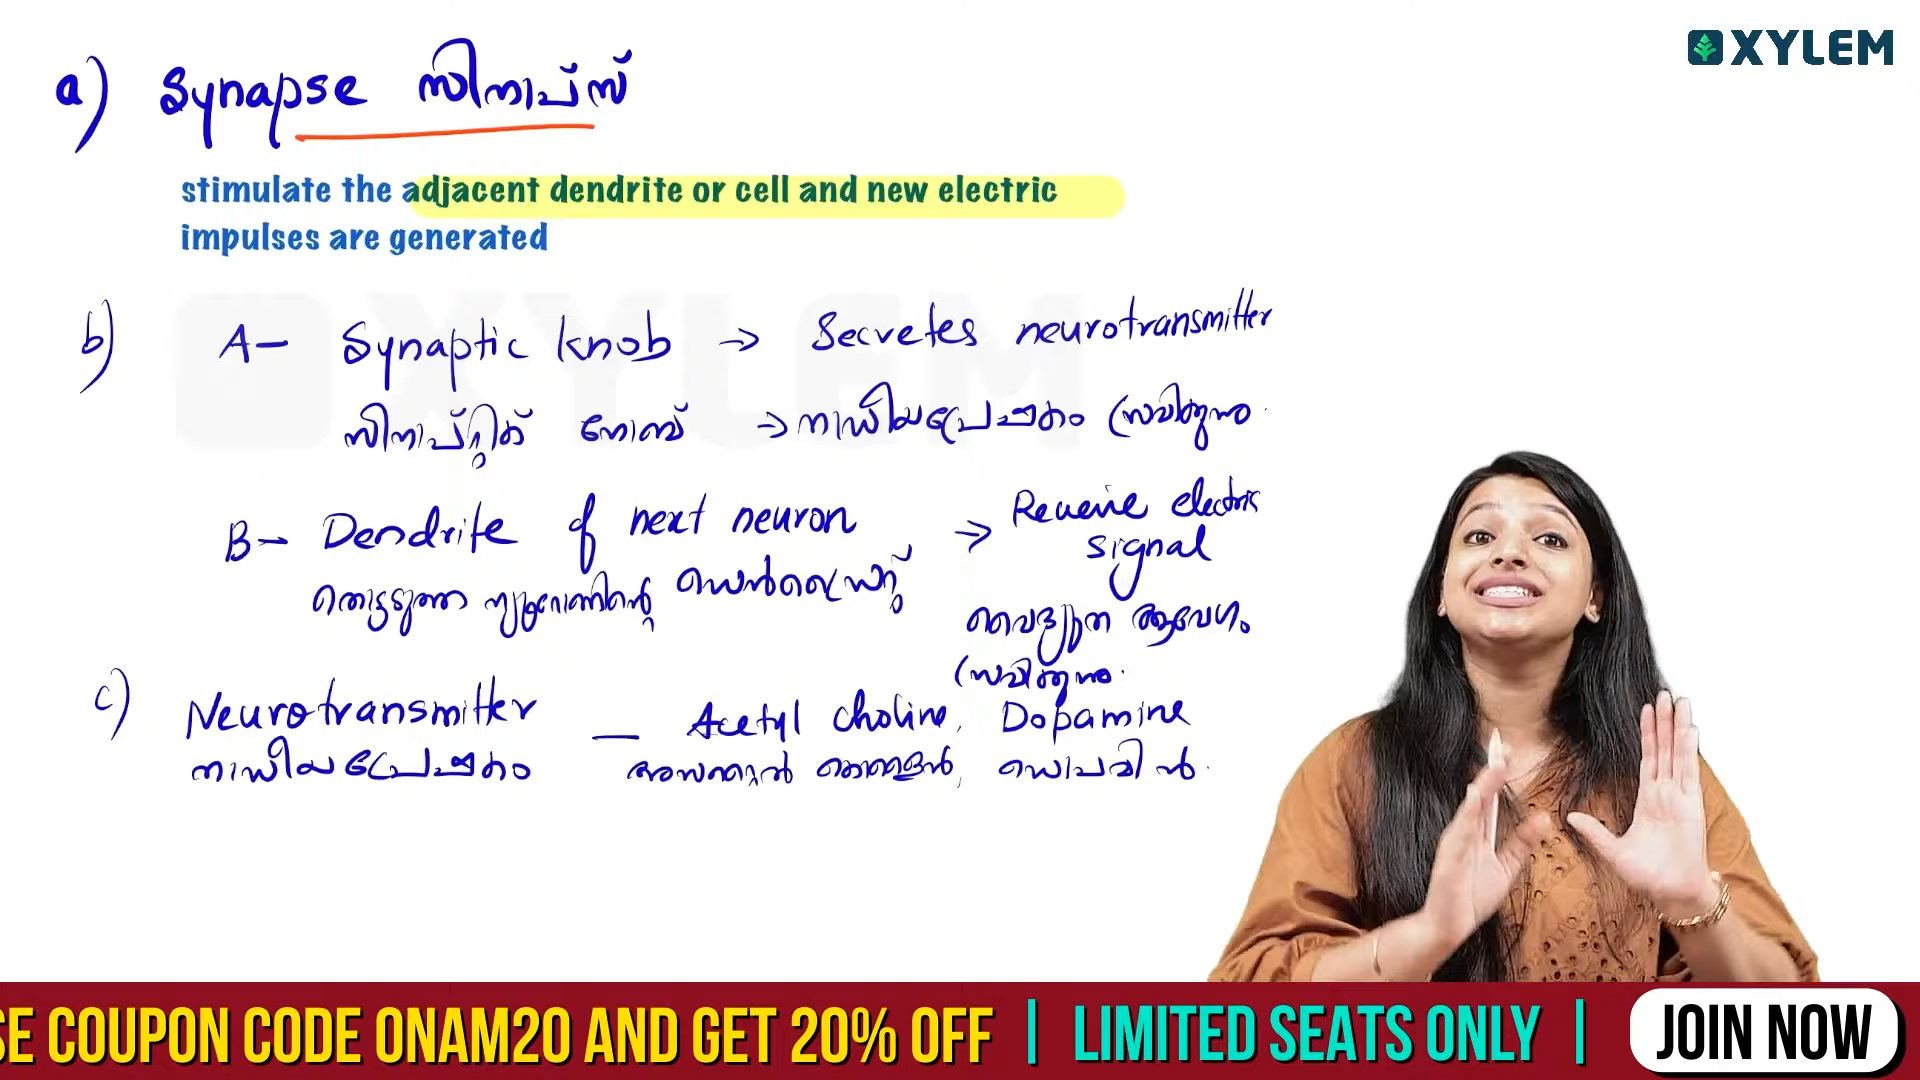 XYLEM
a) Synapse സിനാപ്സ്
stimulate the adjacent dendrite or cell and new electric
impulses are generated
b) A- Synaptic knob → Secretes neurotransmitter
സിനാപ്റ്റിക് നോബ് → നാഡീയപ്രേഷകം സ്രവിക്കുന്നു
B- Dendrite of next neuron → Receive electric
signal
തൊട്ടടുത്ത ന്യൂറോണിന്റെ ഡെൻഡ്രൈറ്റ്
വൈദ്യുത ആവേഗം
സ്രവിക്കുന്നു.
c) Neurotransmitter — Acetyl choline, Dopamine
നാഡീയപ്രേഷകം ഡോപമിൻ
XYLEM
SE COUPON CODE ONAM20 AND GET 20% OFF | LIMITED SEATS ONLY |
JOIN NOW